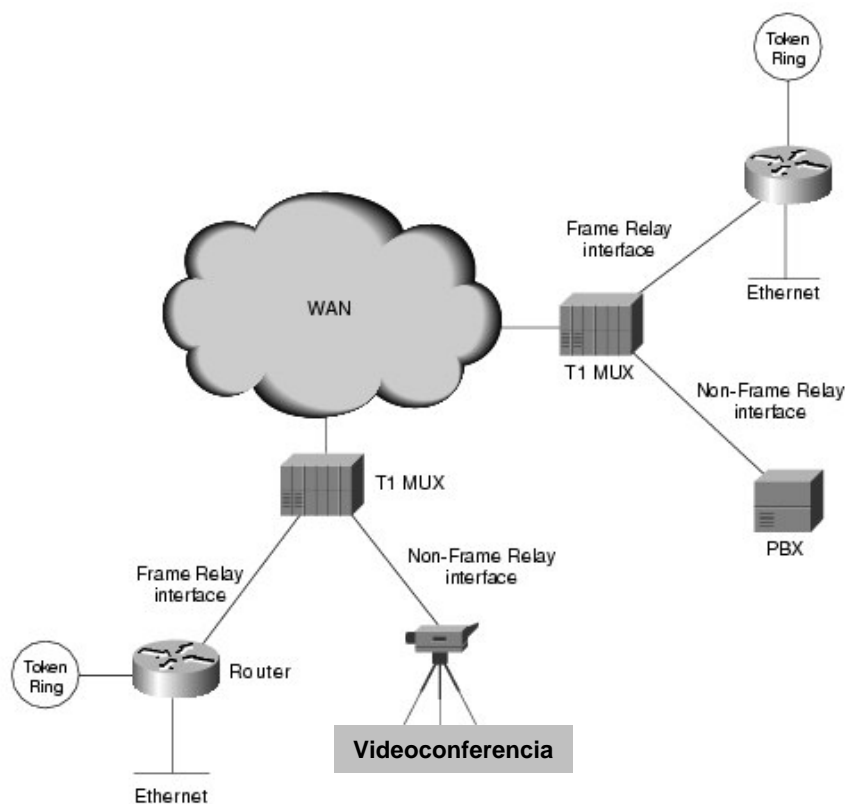 Token
Ring
Frame Relay
interface
Ethernet
WAN
T1 MUX
Non-Frame Relay
interface
T1 MUX
PBX
Non-Frame Relay
interface
Frame Relay
interface
Token
Ring
Router
Videoconferencia
Ethernet